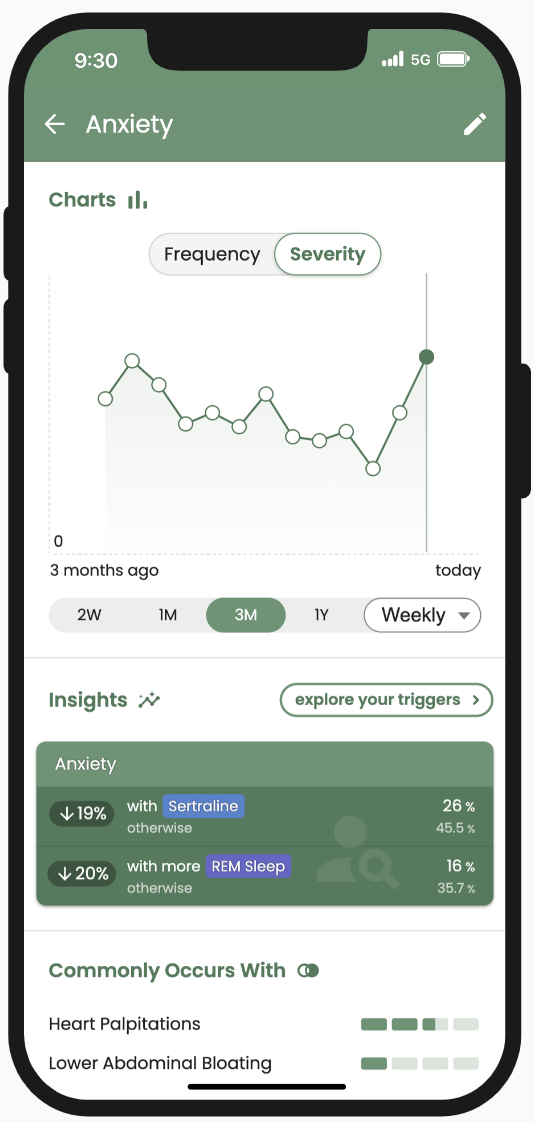 9:30 5G
Anxiety
Charts
Frequency Severity
0
3 months ago today
2W 1M 3M 1Y Weekly
Insights explore your triggers >
Anxiety
↓19% with Sertraline 26 %
otherwise 45.5 %
↓20% with more REM Sleep 16 %
otherwise 35.7 %
Commonly Occurs With
Heart Palpitations
Lower Abdominal Bloating